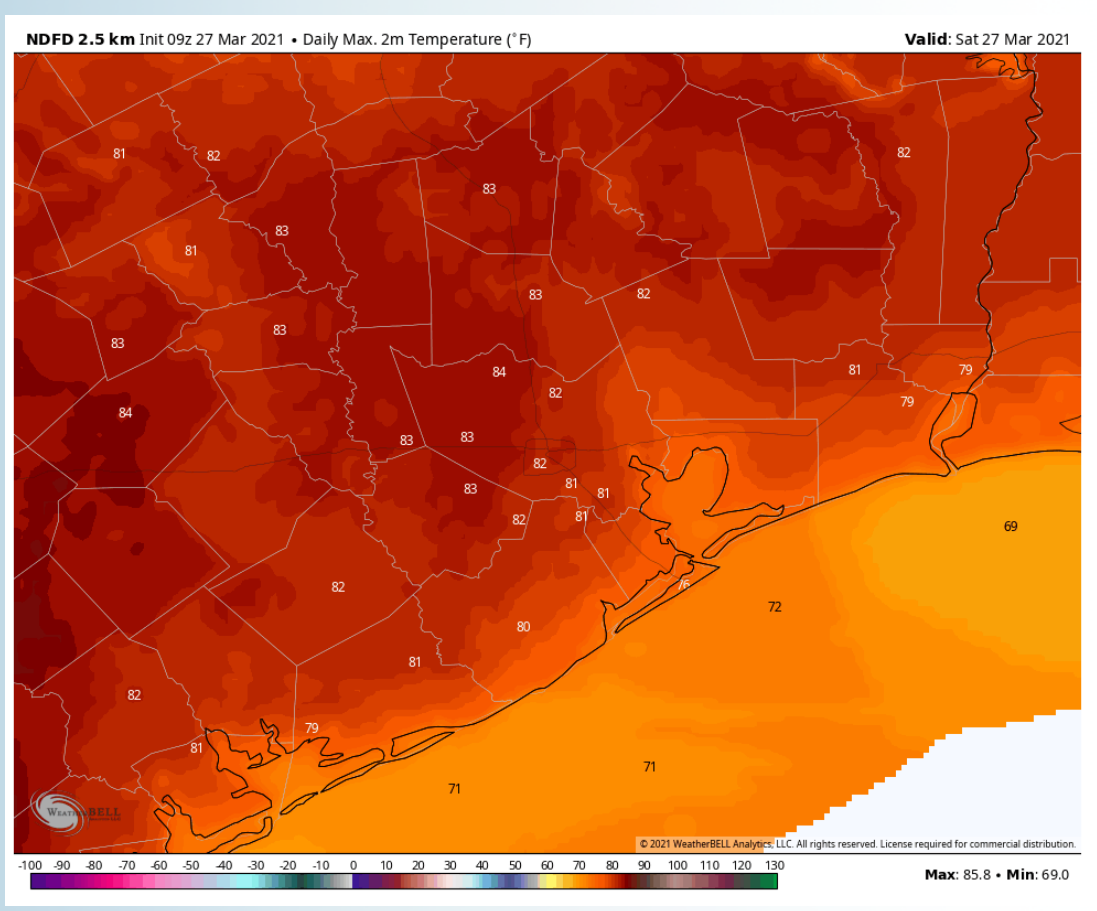 NDFD 2.5 km Init 09z 27 Mar 2021 • Daily Max. 2m Temperature (°F) Valid: Sat 27 Mar 2021
81 82 82
83
83
81
83 82
83
83
84 81 79
82 79
84
83 83
82
83 81 81
82 81
69
76
82 72
80
81
82
79
81
71
71
WEATHERBELL
© 2021 WeatherBELL Analytics, LLC. All rights reserved. License required for commercial distribution.
-100 -90 -80 -70 -60 -50 -40 -30 -20 -10 0 10 20 30 40 50 60 70 80 90 100 110 120 130
Max: 85.8 • Min: 69.0